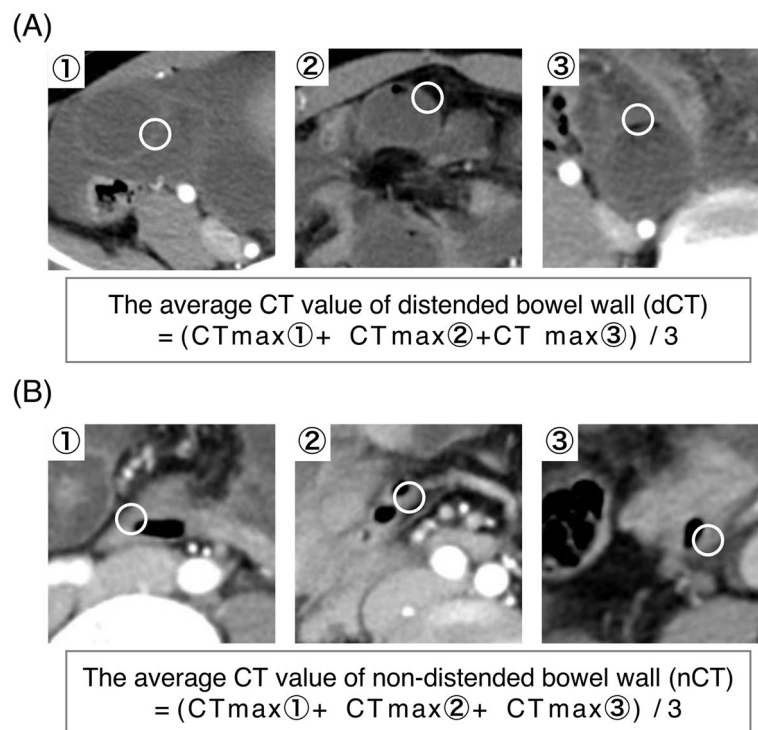 (A)
① ② ③
The average CT value of distended bowel wall (dCT)
= (CTmax①+ CTmax②+CT max③) / 3
(B)
① ② ③
The average CT value of non-distended bowel wall (nCT)
= (CTmax①+ CTmax②+ CTmax③) / 3